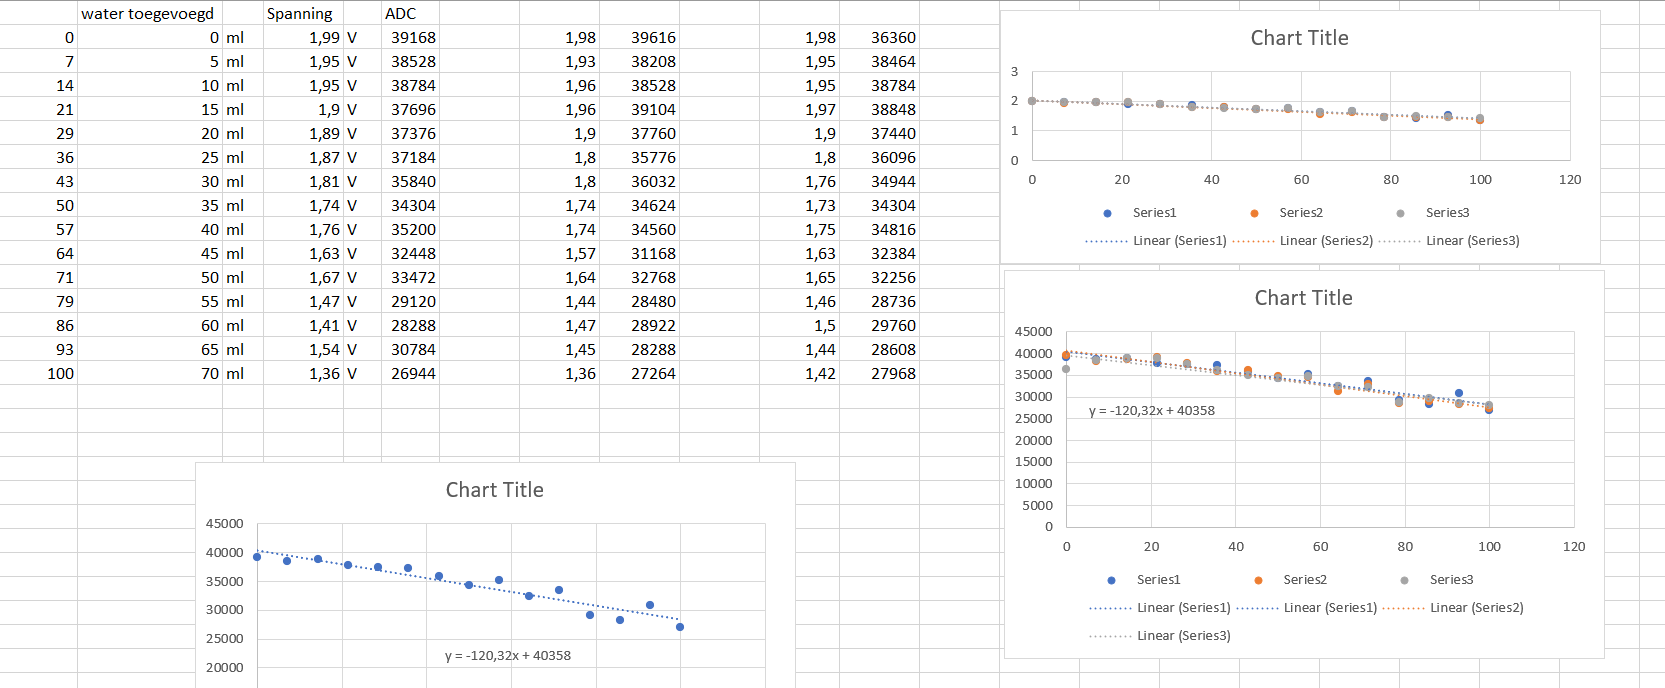 water toegevoegd Spanning ADC
0 0 ml 1,99 V 39168 1,98 39616 1,98 36360
7 5 ml 1,95 V 38528 1,93 38208 1,95 38464
14 10 ml 1,95 V 38784 1,96 38528 1,95 38784
21 15 ml 1,9 V 37696 1,96 39104 1,97 38848
29 20 ml 1,89 V 37376 1,9 37760 1,9 37440
36 25 ml 1,87 V 37184 1,8 35776 1,8 36096
43 30 ml 1,81 V 35840 1,8 36032 1,76 34944
50 35 ml 1,74 V 34304 1,74 34624 1,73 34304
57 40 ml 1,76 V 35200 1,74 34560 1,75 34816
64 45 ml 1,63 V 32448 1,57 31168 1,63 32384
71 50 ml 1,67 V 33472 1,64 32768 1,65 32256
79 55 ml 1,47 V 29120 1,44 28480 1,46 28736
86 60 ml 1,41 V 28288 1,47 28922 1,5 29760
93 65 ml 1,54 V 30784 1,45 28288 1,44 28608
100 70 ml 1,36 V 26944 1,36 27264 1,42 27968
Chart Title
3
2
1
0
0 20 40 60 80 100 120
Series1 Series2 Series3
Linear (Series1) Linear (Series2) Linear (Series3)
Chart Title
45000
40000
35000
30000
25000
20000
15000
10000
5000
0
y = -120,32x + 40358
0 20 40 60 80 100 120
Series1 Series2 Series3
Linear (Series1) Linear (Series1) Linear (Series2)
Linear (Series3)
Chart Title
45000
40000
35000
30000
25000
20000
y = -120,32x + 40358